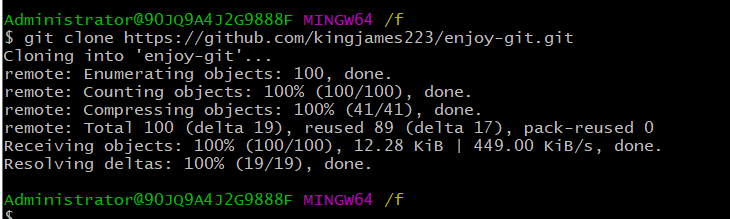 Administrator@90JQ9A4J2G9888F MINGW64 /f
$ git clone https://github.com/kingjames223/enjoy-git.git
Cloning into 'enjoy-git'...
remote: Enumerating objects: 100, done.
remote: Counting objects: 100% (100/100), done.
remote: Compressing objects: 100% (41/41), done.
remote: Total 100 (delta 19), reused 89 (delta 17), pack-reused 0
Receiving objects: 100% (100/100), 12.28 KiB | 449.00 KiB/s, done.
Resolving deltas: 100% (19/19), done.
Administrator@90JQ9A4J2G9888F MINGW64 /f
$